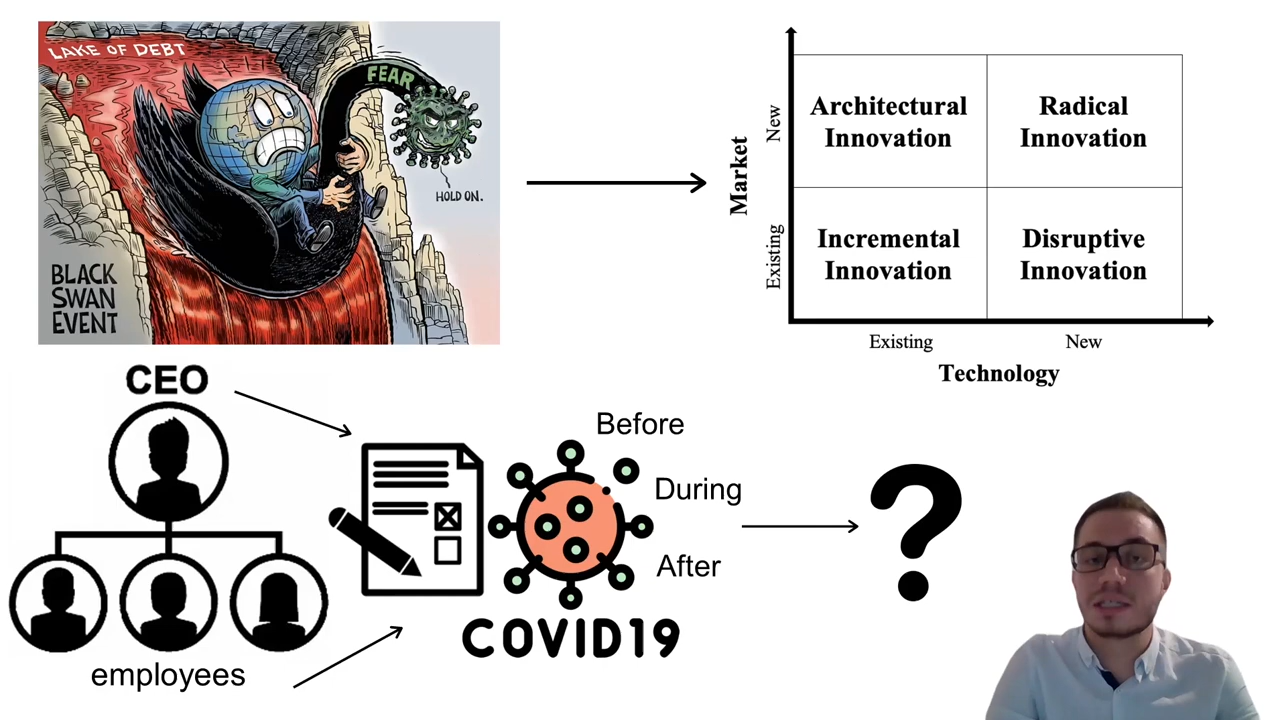 LAKE OF DEBT
FEAR
HOLD ON.
BLACK
SWAN
EVENT
Market
New
Existing
Architectural
Innovation
Radical
Innovation
Incremental
Innovation
Disruptive
Innovation
Existing
New
Technology
CEO
employees
Before
During
After
COVID19
?